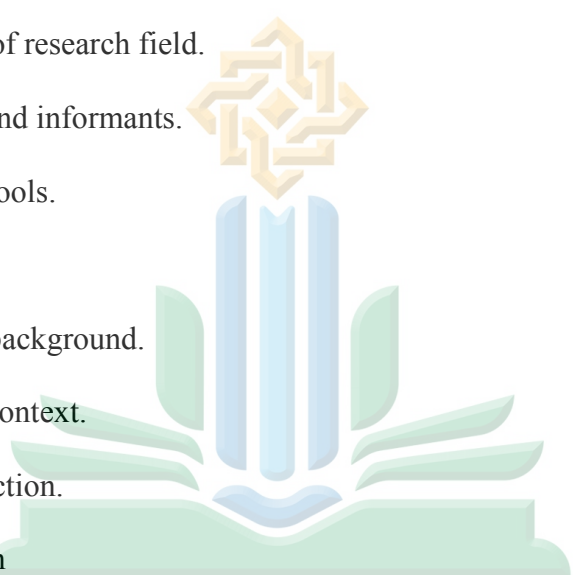 of research field.
nd informants.
ools.
background.
ontext.
ction.
n